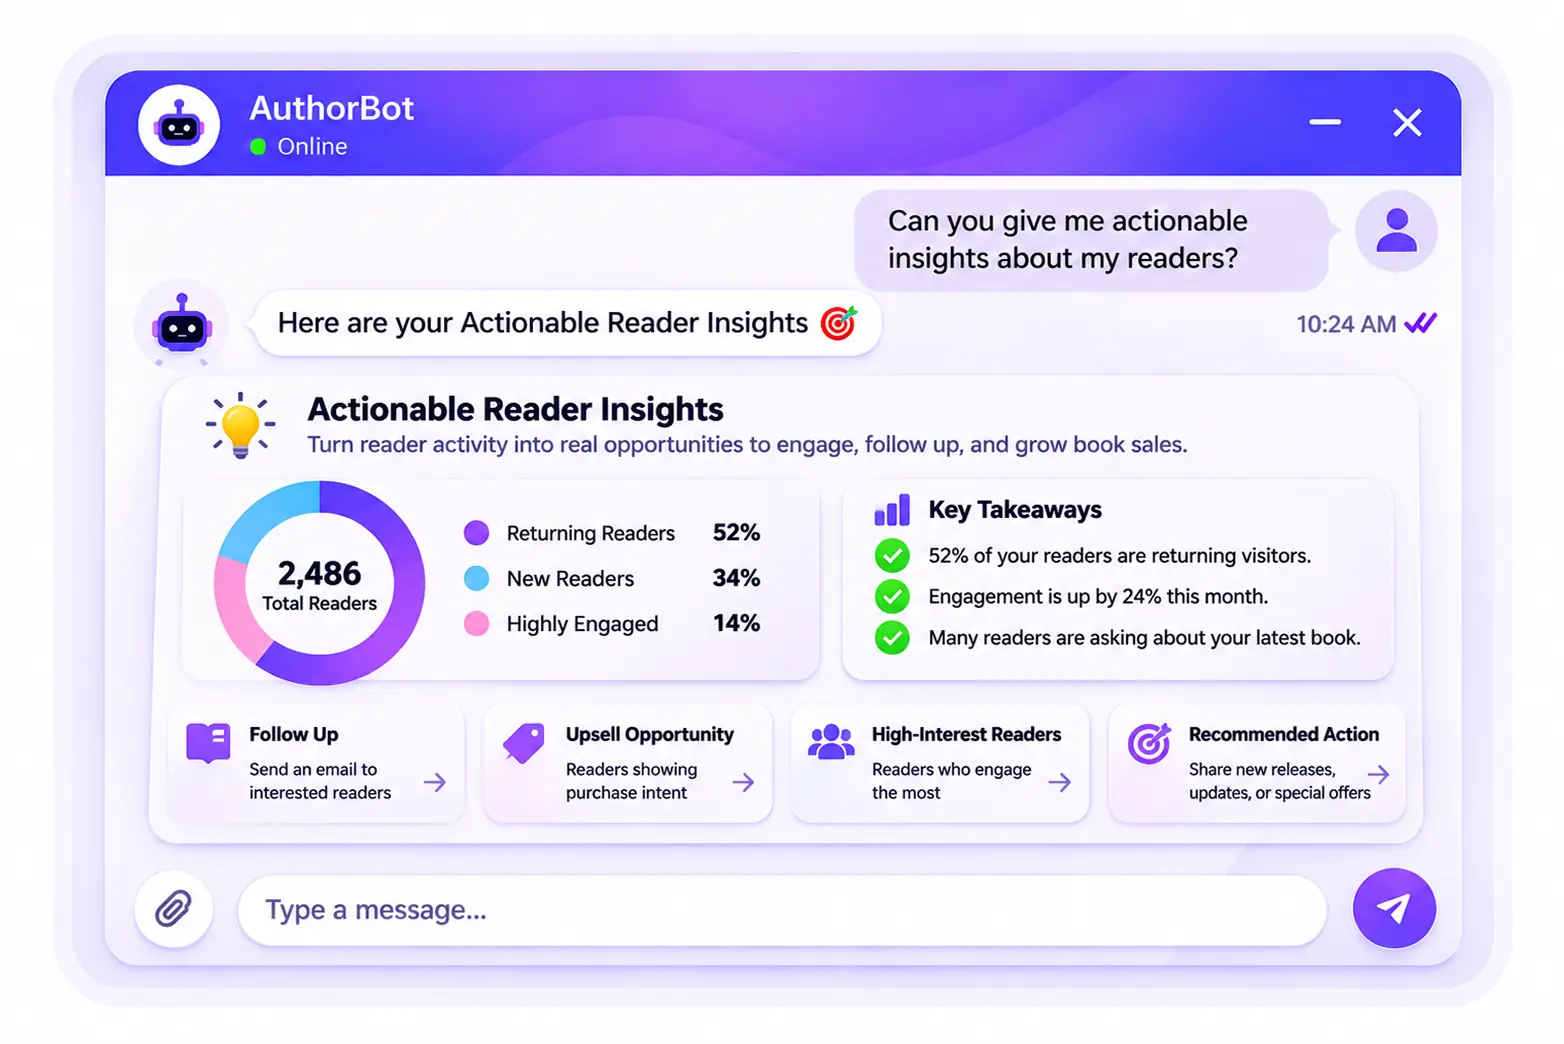 AuthorBot
Online
Can you give me actionable
insights about my readers?
Here are your Actionable Reader Insights
10:24 AM
Actionable Reader Insights
Turn reader activity into real opportunities to engage, follow up, and grow book sales.
2,486
Total Readers
Returning Readers 52%
New Readers 34%
Highly Engaged 14%
Key Takeaways
52% of your readers are returning visitors.
Engagement is up by 24% this month.
Many readers are asking about your latest book.
Follow Up
Send an email to
interested readers
Upsell Opportunity
Readers showing
purchase intent
High-Interest Readers
Readers who engage
the most
Recommended Action
Share new releases,
updates, or special offers
Type a message...